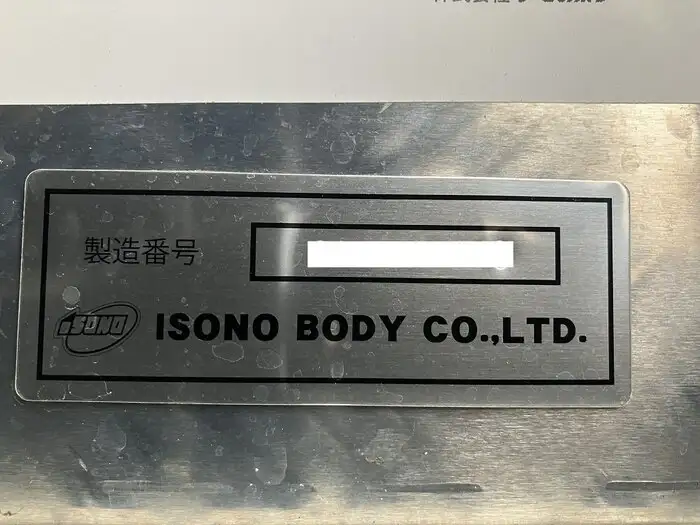 製造番号
ISONO ISONO BODY CO.,LTD.